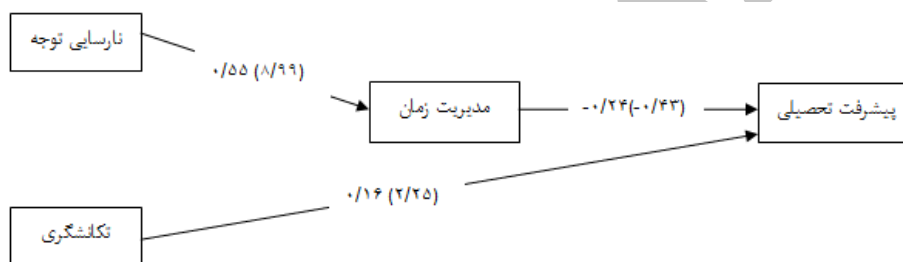 نارسایی توجه
۰/۵۵ (۸/۹۹)
مدیریت زمان
-۰/۲۴(-۰/۴۳)
پیشرفت تحصیلی
۰/۱۶ (۲/۲۵)
تکانشگری